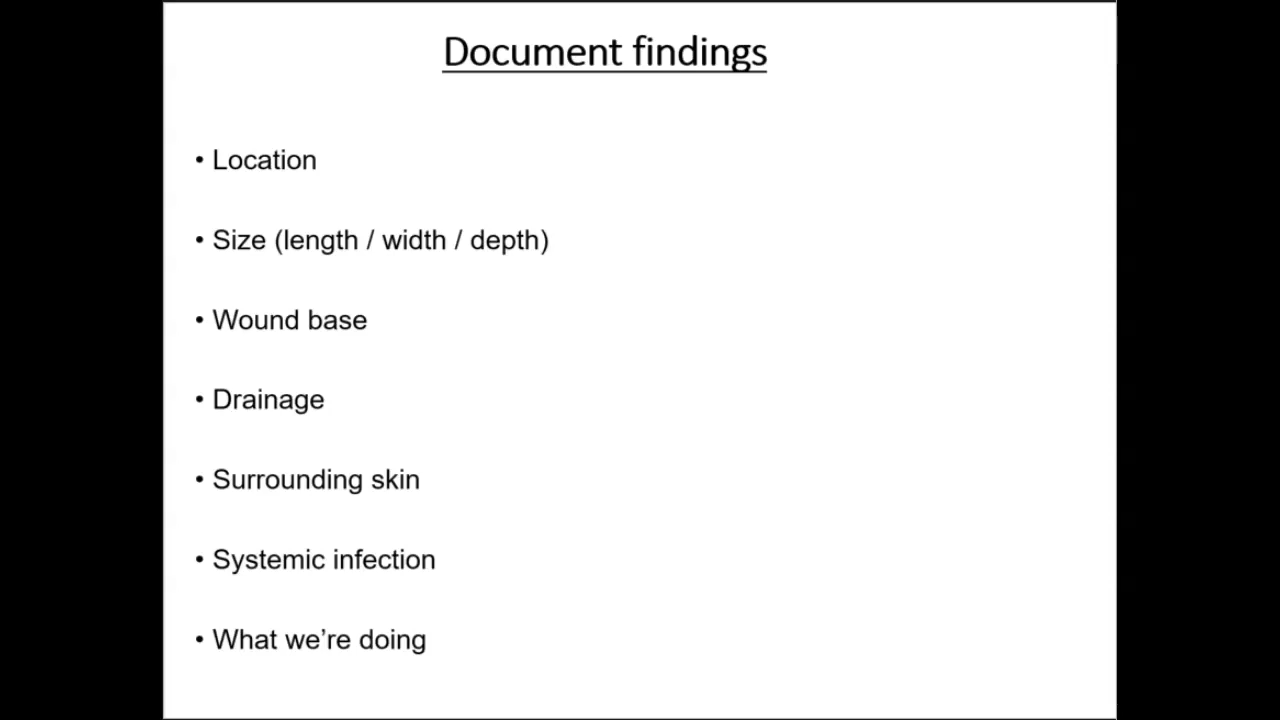 Document findings
• Location
• Size (length / width / depth)
• Wound base
• Drainage
• Surrounding skin
• Systemic infection
• What we’re doing